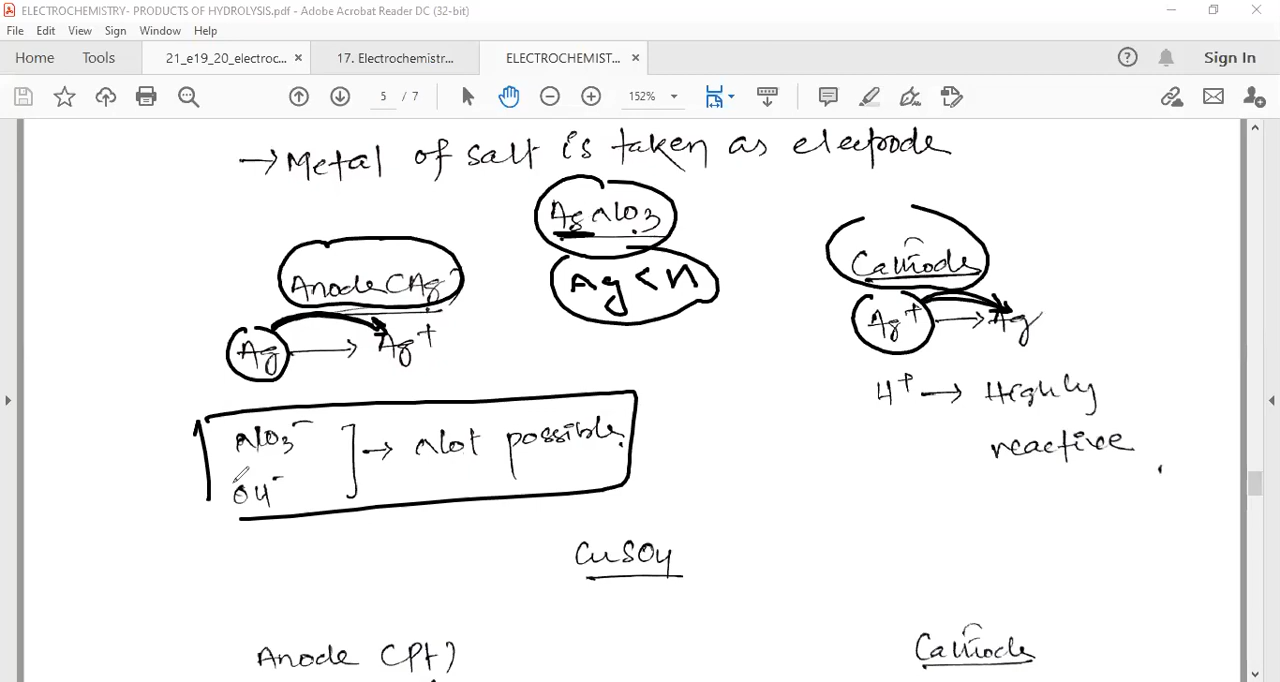 ELECTROCHEMISTRY- PRODUCTS OF HYDROLYSIS.pdf - Adobe Acrobat Reader DC (32-bit)
File Edit View Sign Window Help
Home Tools 21_e19_20_electroc... × 17. Electrochemistr... ELECTROCHEMIST... × Sign In
5 / 7 152%
→ Metal of salt is taken as electrode
AgNO3
Anode (Ag)
Ag < H
Cathode
Ag → Ag+
Ag+ → Ag
H+ → Highly
reactive
NO3-
OH-
→ Not possible
CuSO4
Anode (Pt)
Cathode